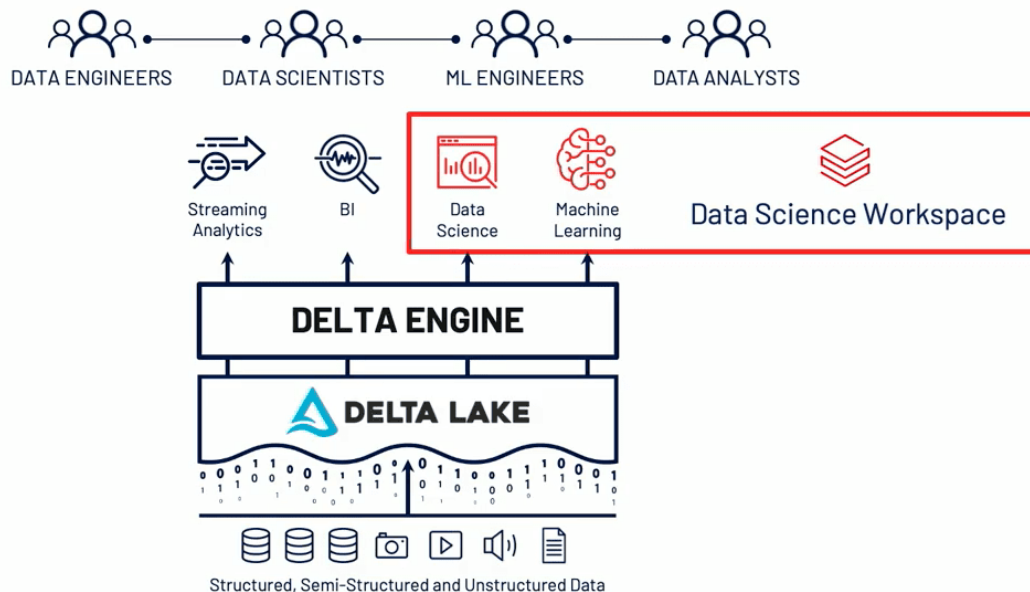 DATA ENGINEERS
DATA SCIENTISTS
ML ENGINEERS
DATA ANALYSTS
Streaming
Analytics
BI
Data
Science
Machine
Learning
Data Science Workspace
DELTA ENGINE
DELTA LAKE
Structured, Semi-Structured and Unstructured Data